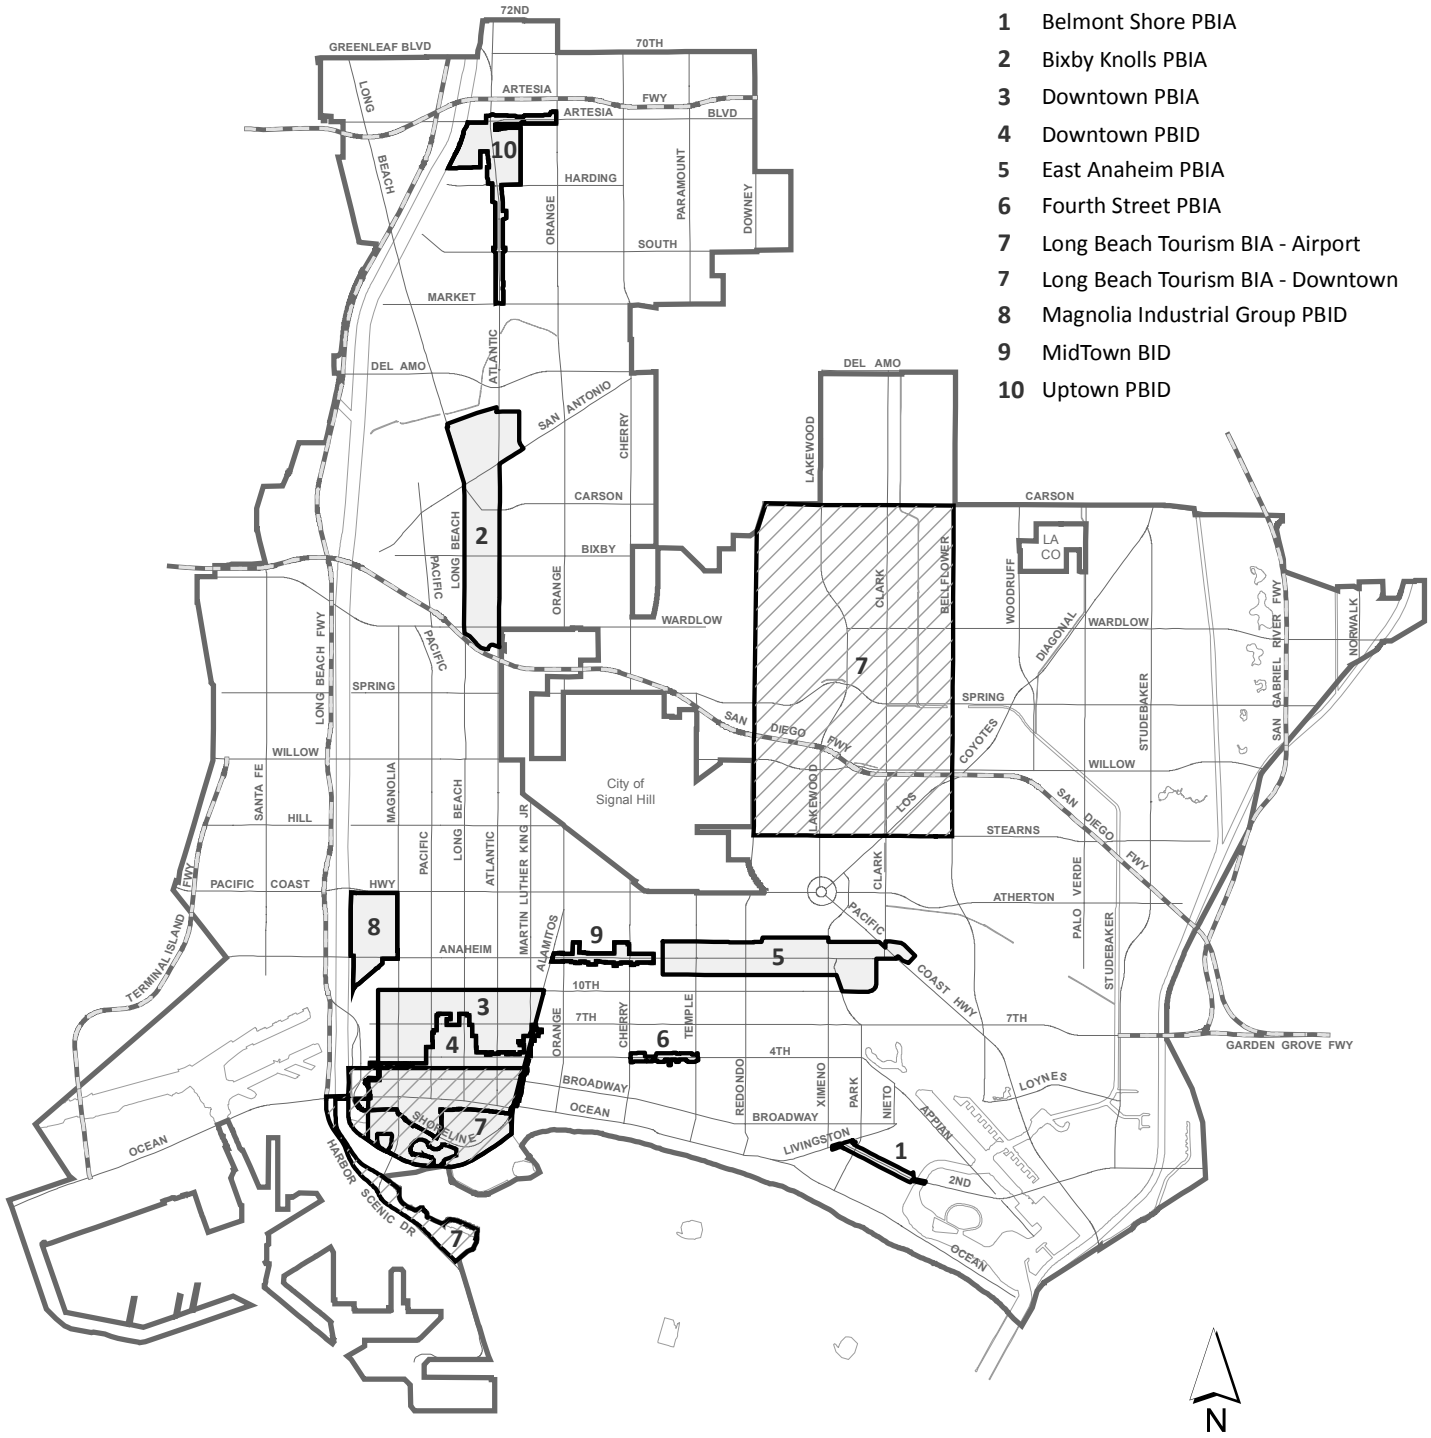 1 Belmont Shore PBIA
2 Bixby Knolls PBIA
3 Downtown PBIA
4 Downtown PBID
5 East Anaheim PBIA
6 Fourth Street PBIA
7 Long Beach Tourism BIA - Airport
7 Long Beach Tourism BIA - Downtown
8 Magnolia Industrial Group PBID
9 MidTown BID
10 Uptown PBID
72ND
GREENLEAF BLVD
70TH
LONG
BEACH
ARTESIA
FWY
ARTESIA
BLVD
10
HARDING
PARAMOUNT
DOWNEY
ORANGE
SOUTH
MARKET
ATLANTIC
DEL AMO
DEL AMO
SAN ANTONIO
CHERRY
LAKEWOOD
CARSON
CARSON
2
LONG BEACH
PACIFIC
BIXBY
ORANGE
LA
CO
BELLFLOWER
CLARK
WOODRUFF
DIAGONAL
WARDLOW
WARDLOW
NORWALK
SAN GABRIEL RIVER FWY
PACIFIC
LONG BEACH FWY
7
SPRING
SPRING
STUDEBAKER
SAN
DIEGO
FWY
COYOTES
WILLOW
WILLOW
SANTA FE
MAGNOLIA
City of
Signal Hill
LAKEWOOD
LOS
SAN
DIEGO
FWY
HILL
STEARNS
PACIFIC
LONG BEACH
ATLANTIC
MARTIN LUTHER KING JR
CLARK
PALO VERDE
FWY
PACIFIC COAST
HWY
ATHERTON
8
ANAHEIM
ALAMITOS
9
5
PACIFIC
COAST
HWY
STUDEBAKER
TERMINAL ISLAND
10TH
3
7TH
7TH
ORANGE
CHERRY
TEMPLE
4
6
4TH
GARDEN GROVE FWY
BROADWAY
OCEAN
REDONDO
BROADWAY
XIMENO
PARK
NIETO
LOYNES
APPIAN
SHORELINE
7
LIVINGSTON
1
2ND
OCEAN
HARBOR SCENIC DR
7
OCEAN
N